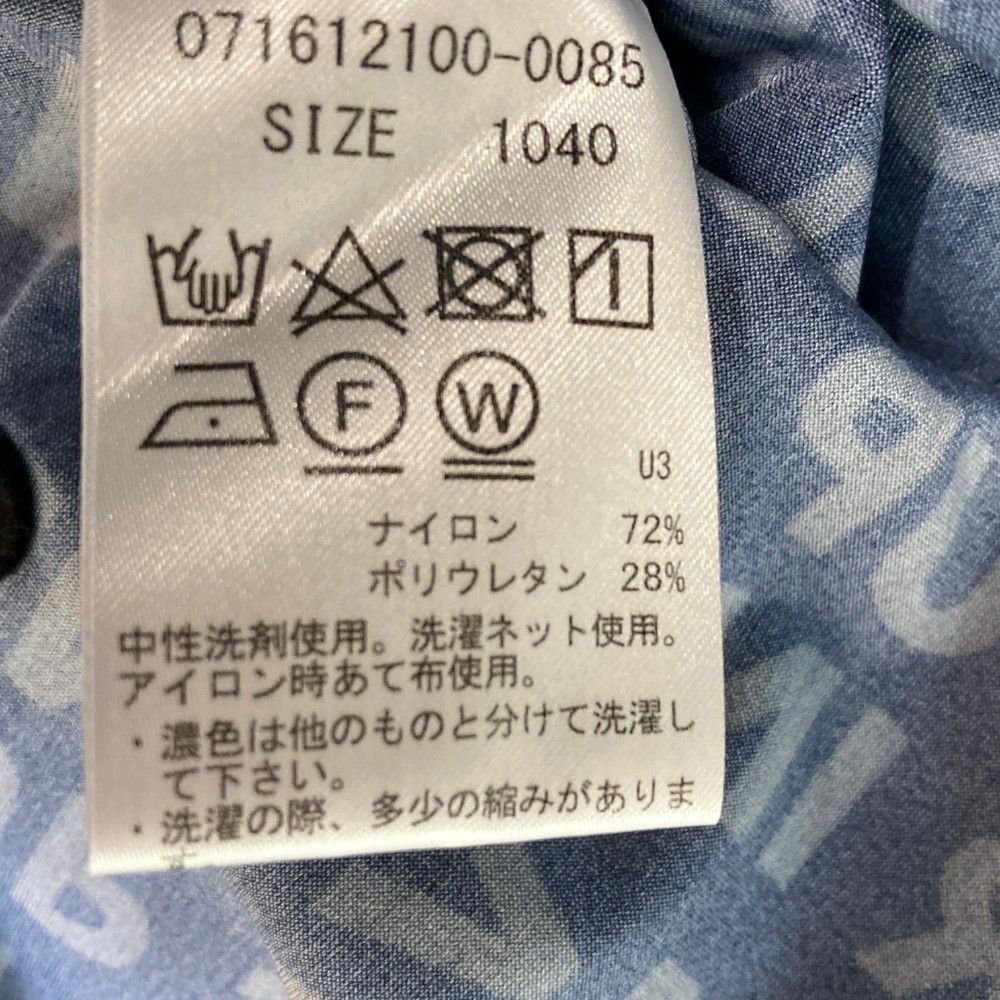 071612100-0085
SIZE 1040
F W
U3
ナイロン 72%
ポリウレタン 28%
中性洗剤使用。洗濯ネット使用。
アイロン時あて布使用。
・濃色は他のものと分けて洗濯し
て下さい。
・洗濯の際、多少の縮みがありま